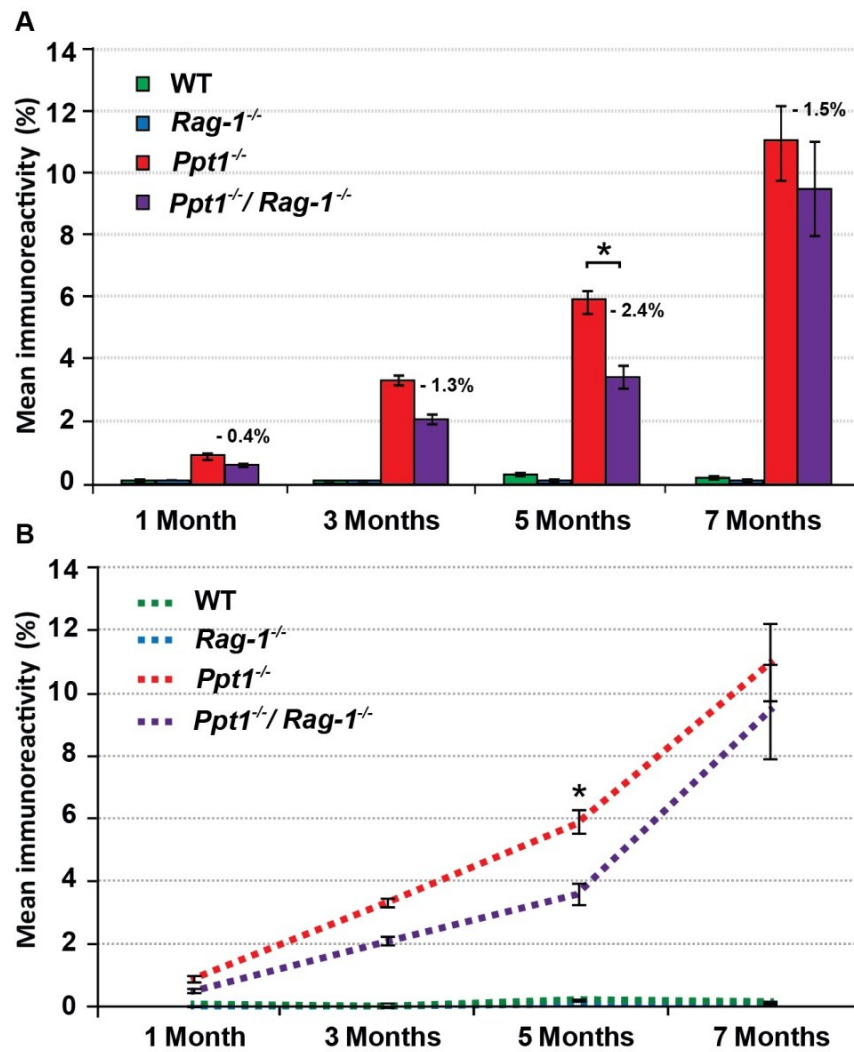 A
Mean immunoreactivity (%)
14
12
10
8
6
4
2
0
WT
Rag-1-/-
Ppt1-/-
Ppt1-/-/ Rag-1-/-
- 0.4%
- 1.3%
*
- 2.4%
- 1.5%
1 Month 3 Months 5 Months 7 Months
B
Mean immunoreactivity (%)
14
12
10
8
6
4
2
0
WT
Rag-1-/-
Ppt1-/-
Ppt1-/-/ Rag-1-/-
*
1 Month 3 Months 5 Months 7 Months